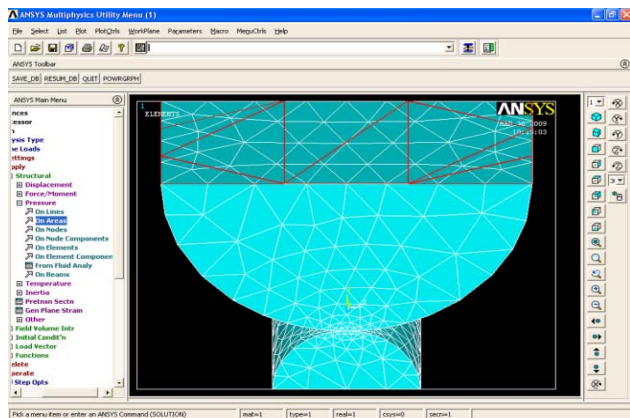 ANSYS Multiphysics Utility Menu (1)
File Select List Plot PlotCtrls WorkPlane Parameters Macro MenuCtrls Help
ANSYS Toolbar
SAVE_DB RESUM_DB QUIT POWRGRPH
ANSYS Main Menu
nces
essor
ysis Type
e Loads
ettings
pply
Structural
Displacement
Force/Moment
Pressure
On Lines
On Areas
On Nodes
On Node Components
On Elements
On Element Componen
From Fluid Analy
On Beams
Temperature
Inertia
Pretnsn Sectn
Gen Plane Strain
Other
Field Volume Intr
Initial Condit'n
Load Vector
Functions
elete
perate
Step Opts
1
ELEMENTS
ANSYS
2009
1
3
Pick a menu item or enter an ANSYS Command (SOLUTION) mat=1 type=1 real=1 csys=0 secn=1